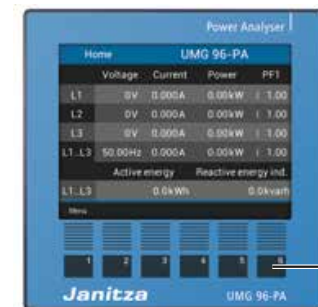 Power Analyser
Home UMG 96-PA
Voltage Current Power PF1
L1 0V 0.000A 0.00kW i 1.00
L2 0V 0.000A 0.00kW i 1.00
L3 0V 0.000A 0.00kW i 1.00
L1..L3 50.00Hz 0.000A 0.00kW i 1.00
Active energy Reactive energy ind.
L1..L3 0.0kWh 0.0kvarh
Menu
1 2 3 4 5 6
Janitza UMG 96-PA